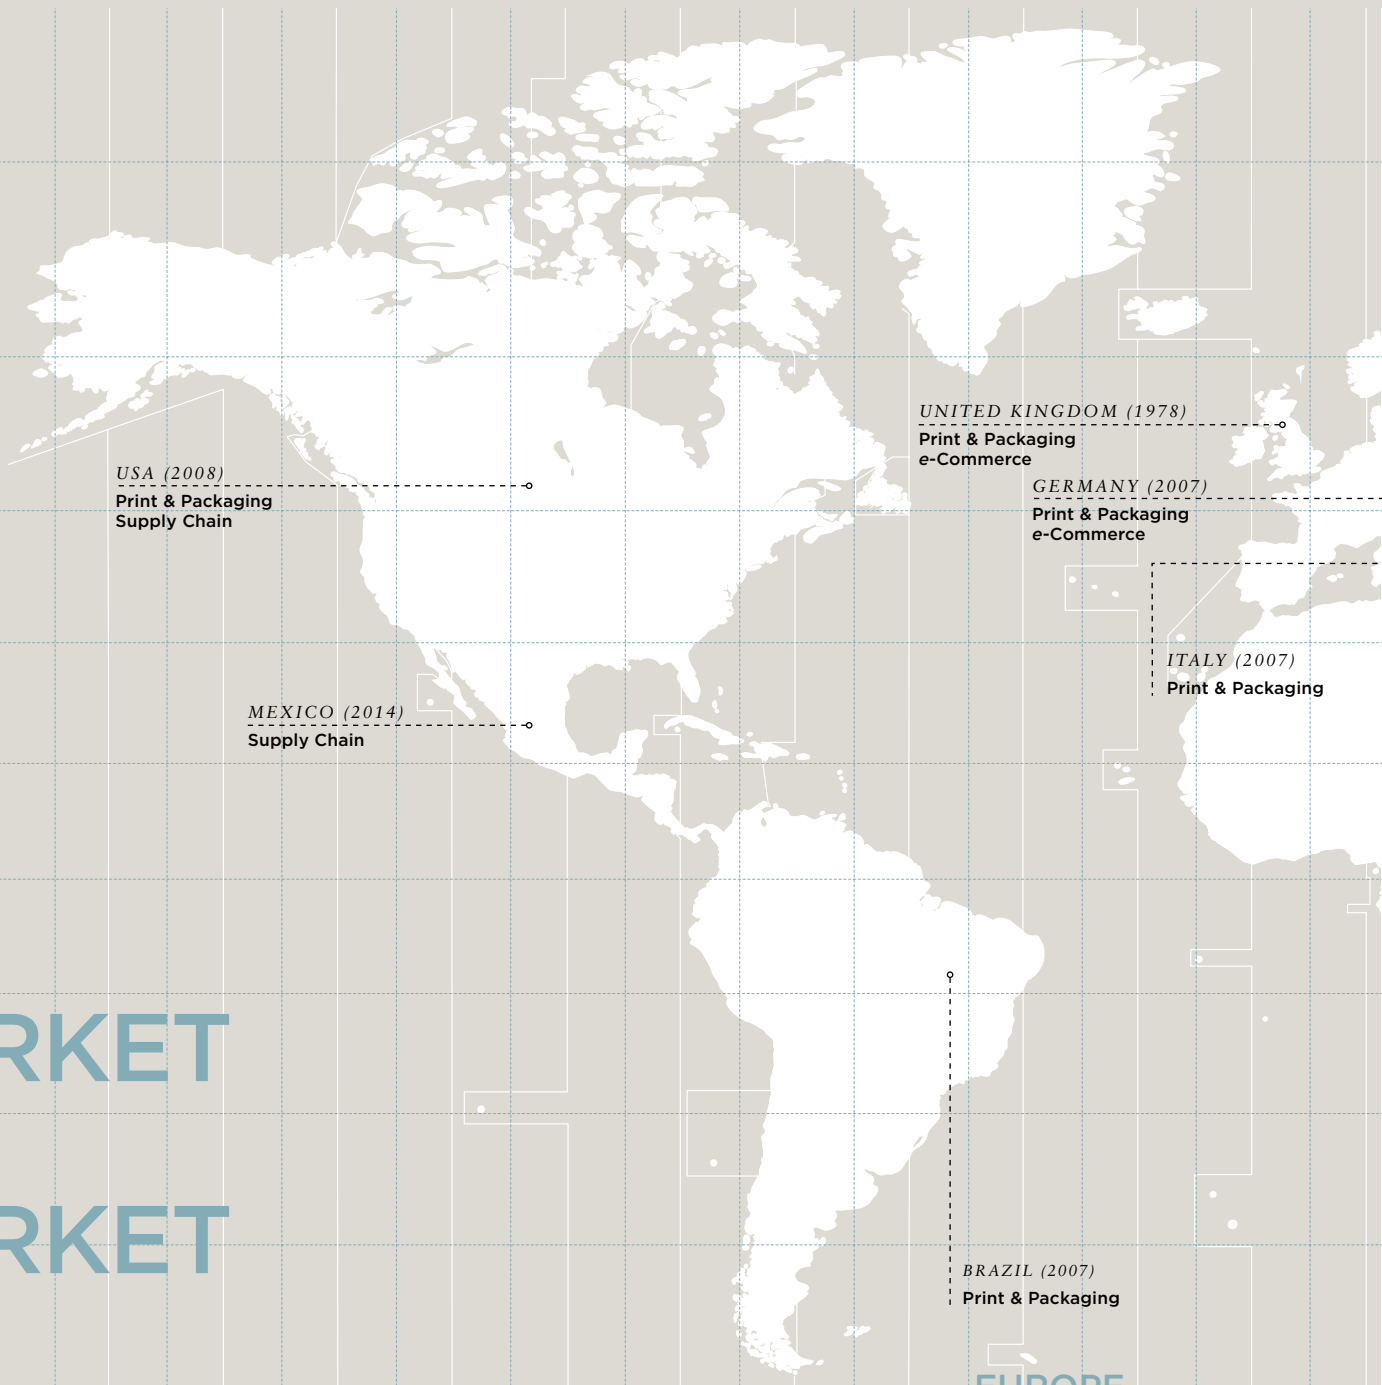 UNITED KINGDOM (1978)
Print & Packaging
e-Commerce
USA (2008)
Print & Packaging
Supply Chain
GERMANY (2007)
Print & Packaging
e-Commerce
ITALY (2007)
Print & Packaging
MEXICO (2014)
Supply Chain
RKET
RKET
BRAZIL (2007)
Print & Packaging
EUROPE